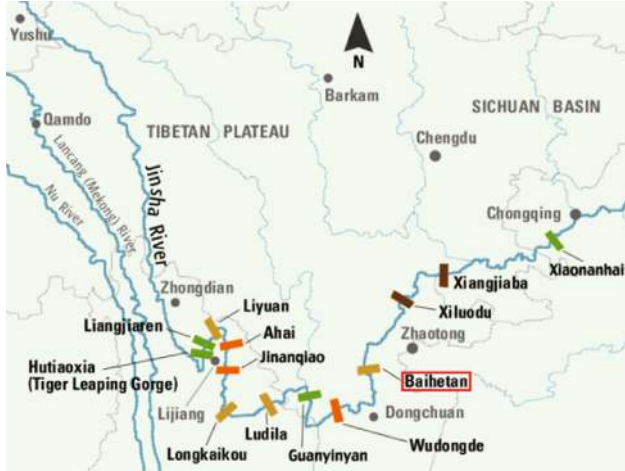 Yushu
N
Barkam
SICHUAN BASIN
Qamdo
TIBETAN PLATEAU
Chengdu
Lancang (Mekong) River
Nu River
Jinsha River
Chongqing
Xiaonanhai
Zhongdian
Xiangjiaba
Liyuan
Xiluodu
Liangjiaren
Ahai
Zhaotong
Hutiaoxia
(Tiger Leaping Gorge)
Jinanqiao
Baihetan
Lijiang
Dongchuan
Ludila
Longkaikou
Guanyinyan
Wudongde